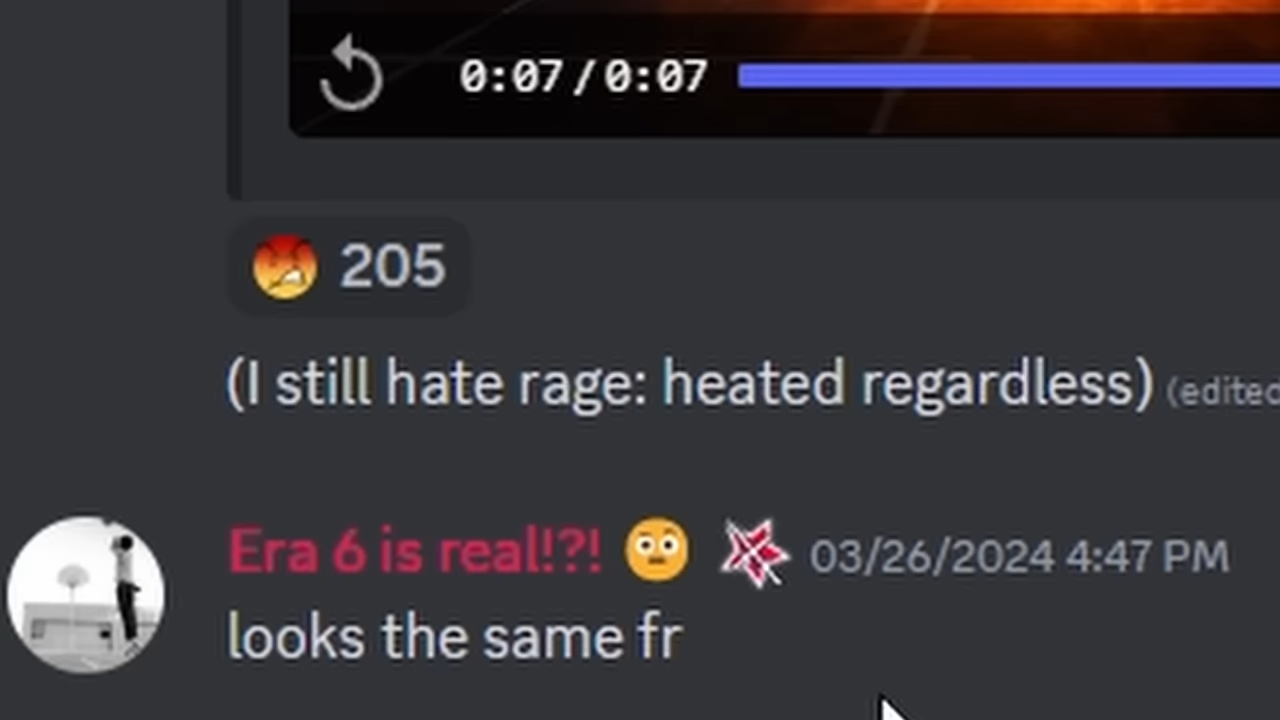 0:07/0:07
205
(I still hate rage: heated regardless) (edited
Era 6 is real!?! 😳 03/26/2024 4:47 PM
looks the same fr